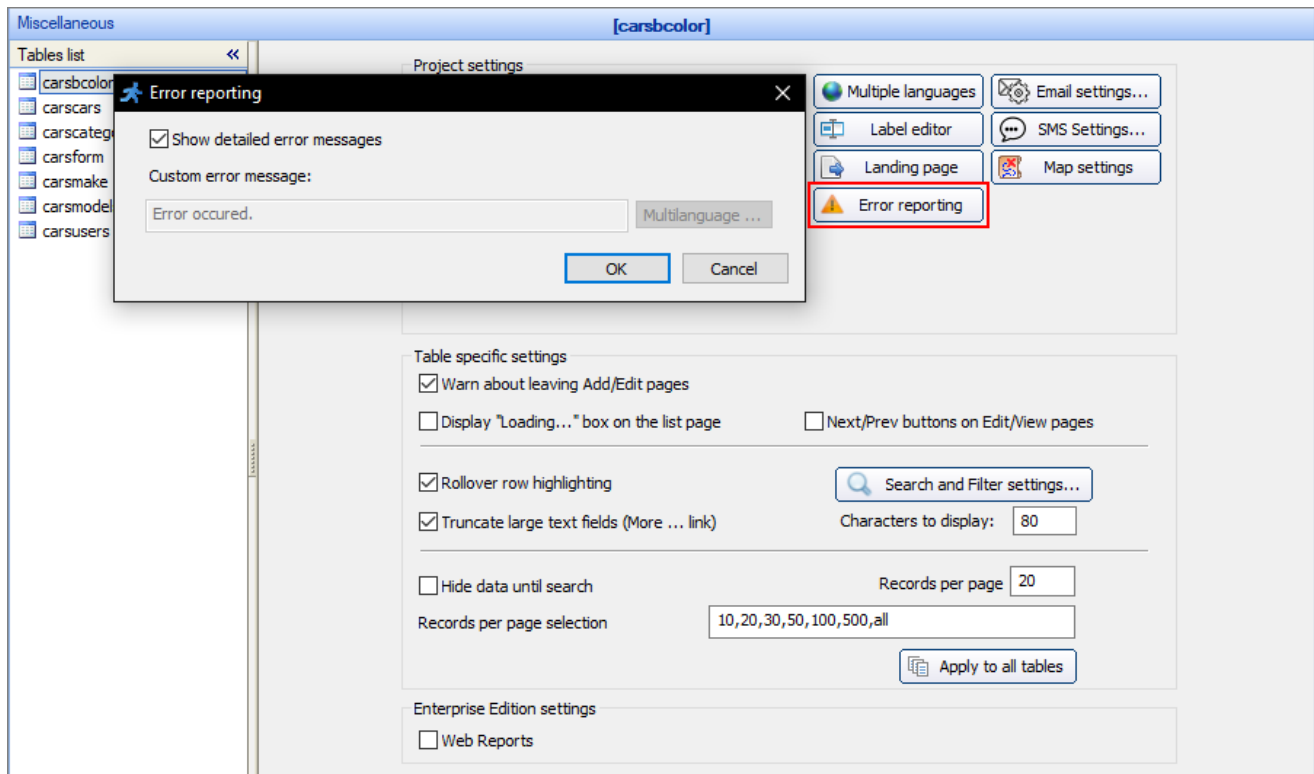 Miscellaneous
[carsbcolor]
Tables list «
carsbcolor
carscars
carscatego
carsform
carsmake
carsmodel
carsusers
Error reporting
Show detailed error messages
Custom error message:
Error occured.
Multilanguage ...
OK
Cancel
Project settings
Multiple languages
Email settings...
Label editor
SMS Settings...
Landing page
Map settings
Error reporting
Table specific settings
Warn about leaving Add/Edit pages
Display "Loading..." box on the list page
Next/Prev buttons on Edit/View pages
Rollover row highlighting
Search and Filter settings...
Truncate large text fields (More ... link)
Characters to display: 80
Hide data until search
Records per page 20
Records per page selection
10,20,30,50,100,500,all
Apply to all tables
Enterprise Edition settings
Web Reports